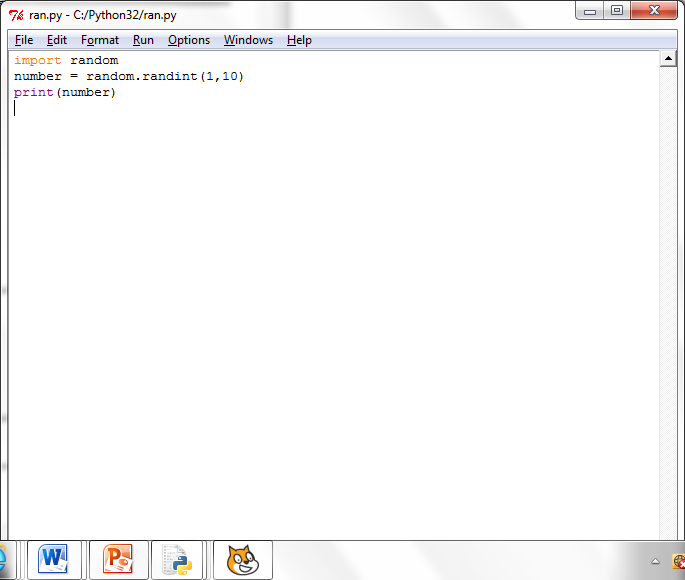 ran.py - C:/Python32/ran.py
File Edit Format Run Options Windows Help
import random
number = random.randint(1,10)
print(number)
W P